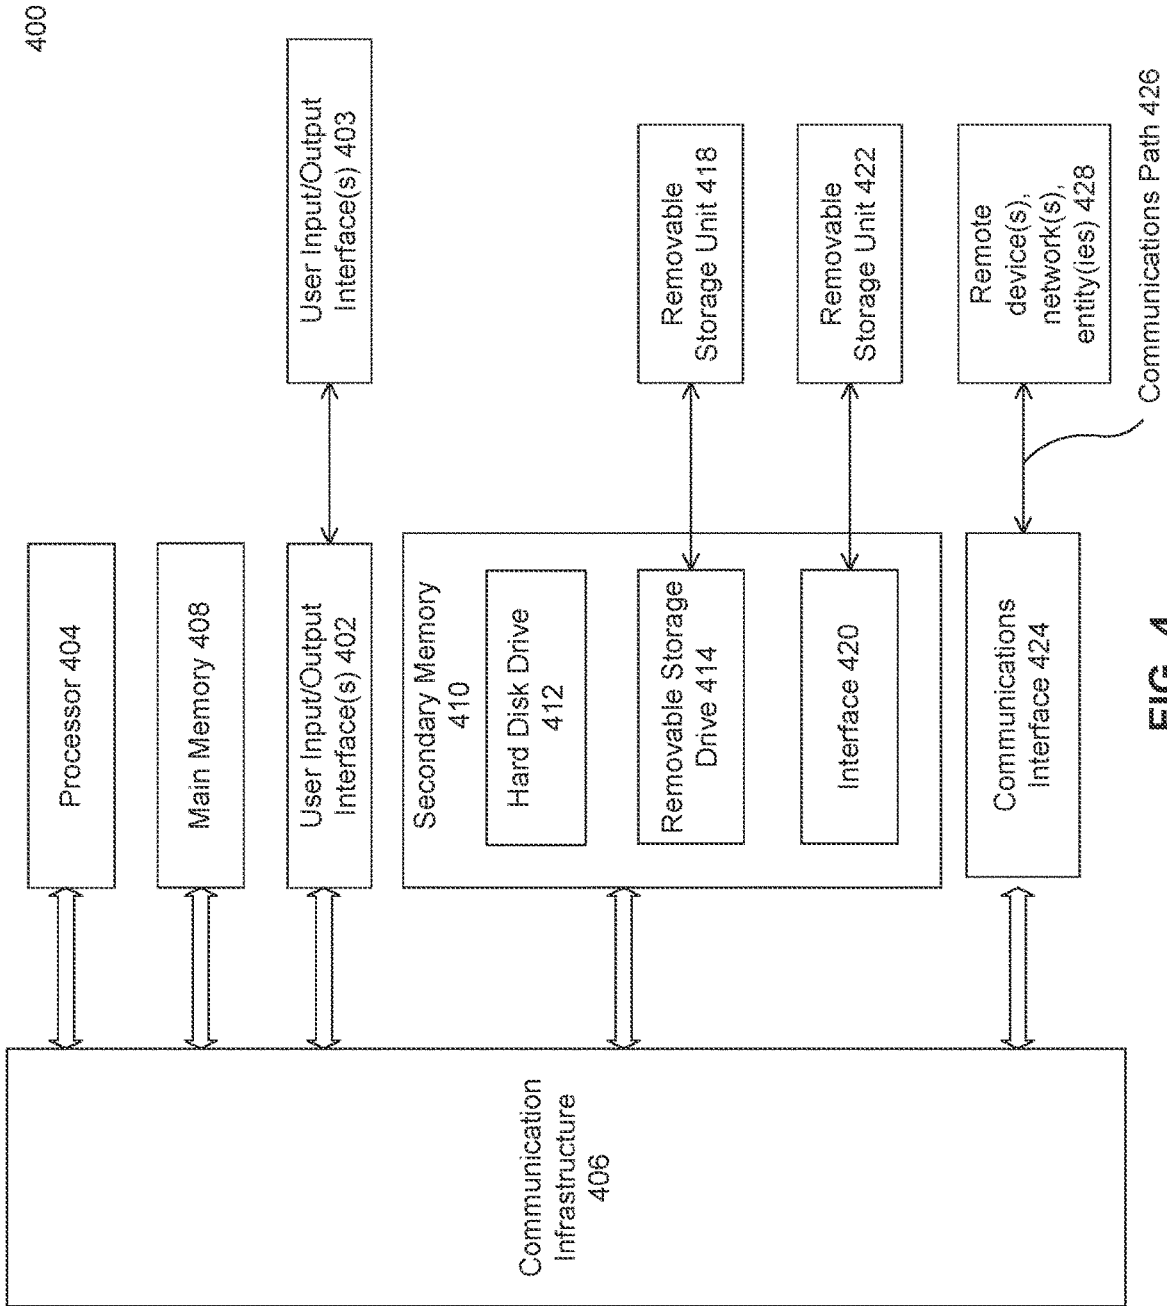 400
Processor 404
Main Memory 408
User Input/Output
Interface(s) 402
User Input/Output
Interface(s) 403
Secondary Memory
410
Hard Disk Drive
412
Removable Storage
Drive 414
Removable
Storage Unit 418
Interface 420
Removable
Storage Unit 422
Communications
Interface 424
Remote
device(s),
network(s),
entity(ies) 428
Communications Path 426
Communication
Infrastructure
406
FIG. 4